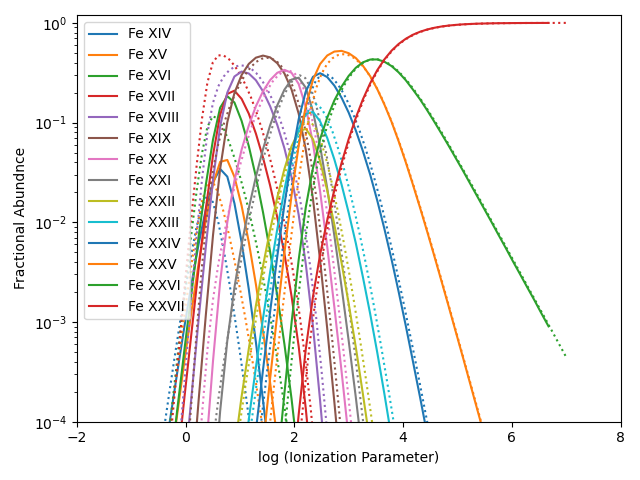 10⁰
10⁻¹
10⁻²
10⁻³
10⁻⁴
Fractional Abundnce
Fe XIV
Fe XV
Fe XVI
Fe XVII
Fe XVIII
Fe XIX
Fe XX
Fe XXI
Fe XXII
Fe XXIII
Fe XXIV
Fe XXV
Fe XXVI
Fe XXVII
−2 0 2 4 6 8
log (Ionization Parameter)